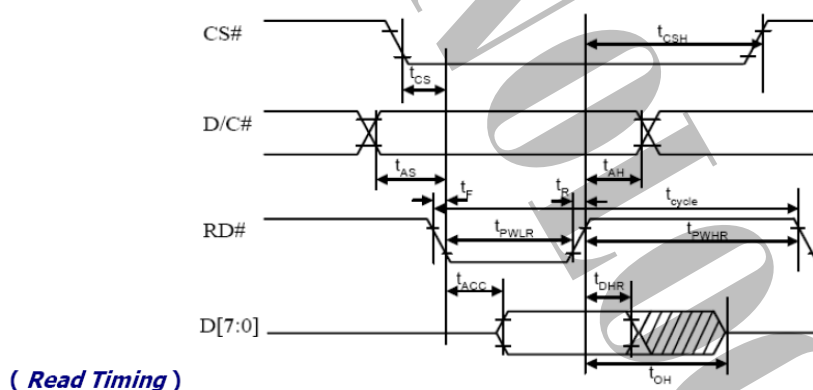 CS#
tCSH
tCS
D/C#
tAS
tF
tR
tAH
tcycle
RD#
tPWLR
tPWHR
tACC
tDHR
D[7:0]
tOH
( Read Timing )